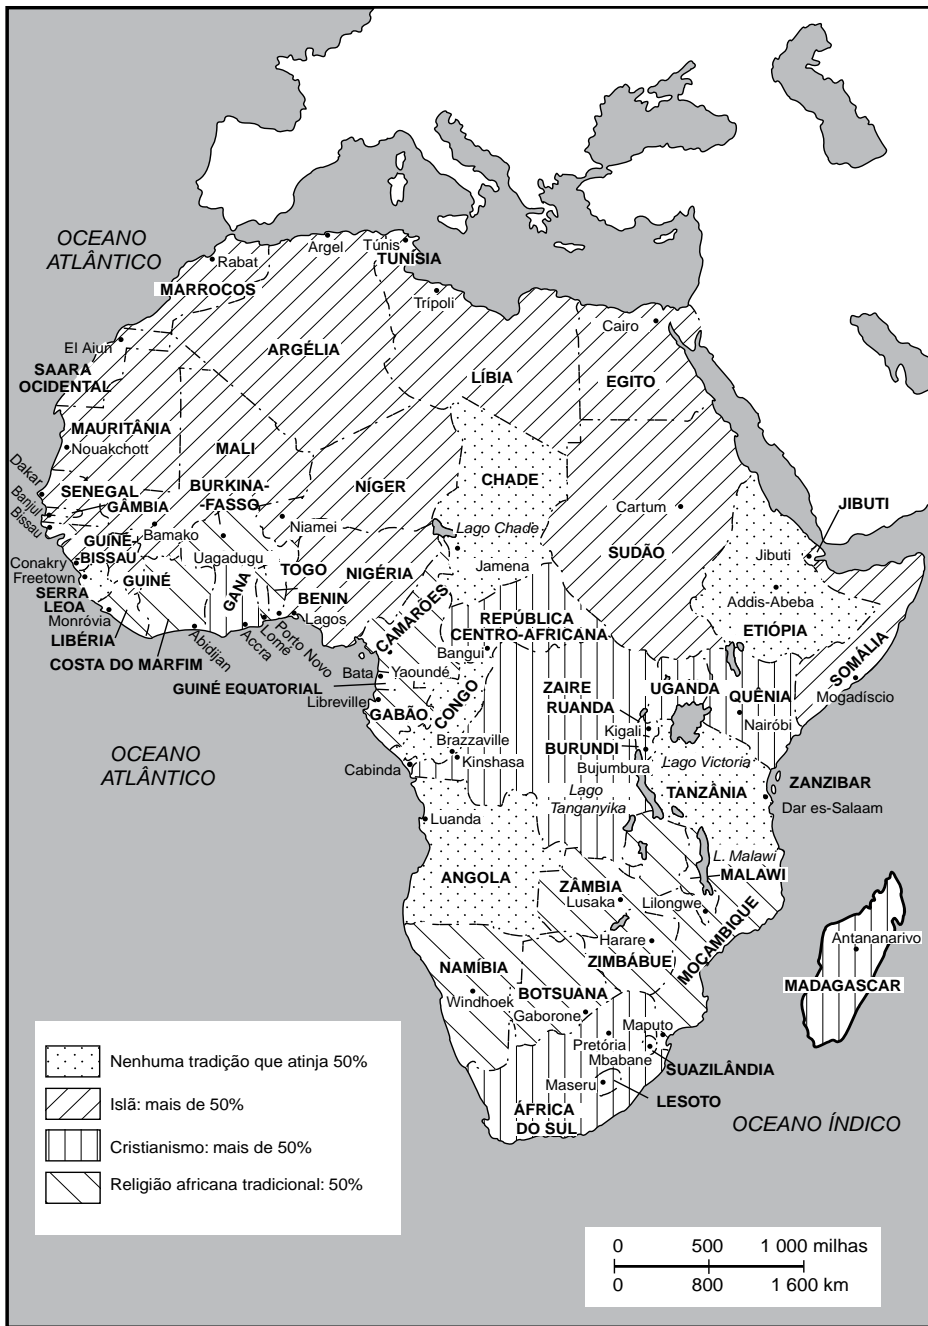 OCEANO
ATLÂNTICO
Rabat
Argel
Túnis
TUNÍSIA
MARROCOS
Trípoli
Cairo
El Aiun
ARGÉLIA
SAARA
OCIDENTAL
LÍBIA
EGITO
MAURITÂNIA
Nouakchott
MALI
Dakar
Banjul
Bissau
SENEGAL
GÂMBIA
BURKINA-
-FASSO
NÍGER
CHADE
Niamei
Lago Chade
Cartum
JIBUTI
GUINÉ-
BISSAU
Bamako
Uagadugu
SUDÃO
Jibuti
Conakry
Freetown
GUINÉ
TOGO
NIGÉRIA
Jamena
SERRA
LEOA
GANA
BENIN
Addis-Abeba
Monróvia
Lagos
CAMARÕES
REPÚBLICA
CENTRO-AFRICANA
ETIÓPIA
LIBÉRIA
Bangui
SOMÁLIA
COSTA DO MARFIM
Abidijan
Accra
Lomé
Porto Novo
Bata
Yaoundé
GUINÉ EQUATORIAL
Libreville
GABÃO
CONGO
ZAIRE
RUANDA
UGANDA
QUÊNIA
Mogadíscio
Kigali
Nairóbi
OCEANO
ATLÂNTICO
Brazzaville
Kinshasa
BURUNDI
Bujumbura
Lago Victoria
Cabinda
Lago
Tanganyika
TANZÂNIA
ZANZIBAR
Dar es-Salaam
Luanda
L. Malawi
MALAWI
ANGOLA
ZÂMBIA
Lusaka
Lilongwe
MOÇAMBIQUE
Antananarivo
Harare
ZIMBÁBUE
NAMÍBIA
MADAGASCAR
Windhoek
BOTSUANA
Gaborone
Maputo
Pretória
Mbabane
SUAZILÂNDIA
Maseru
LESOTO
ÁFRICA
DO SUL
OCEANO ÍNDICO
Nenhuma tradição que atinja 50%
Islã: mais de 50%
Cristianismo: mais de 50%
Religião africana tradicional: 50%
0 500 1 000 milhas
0 800 1 600 km